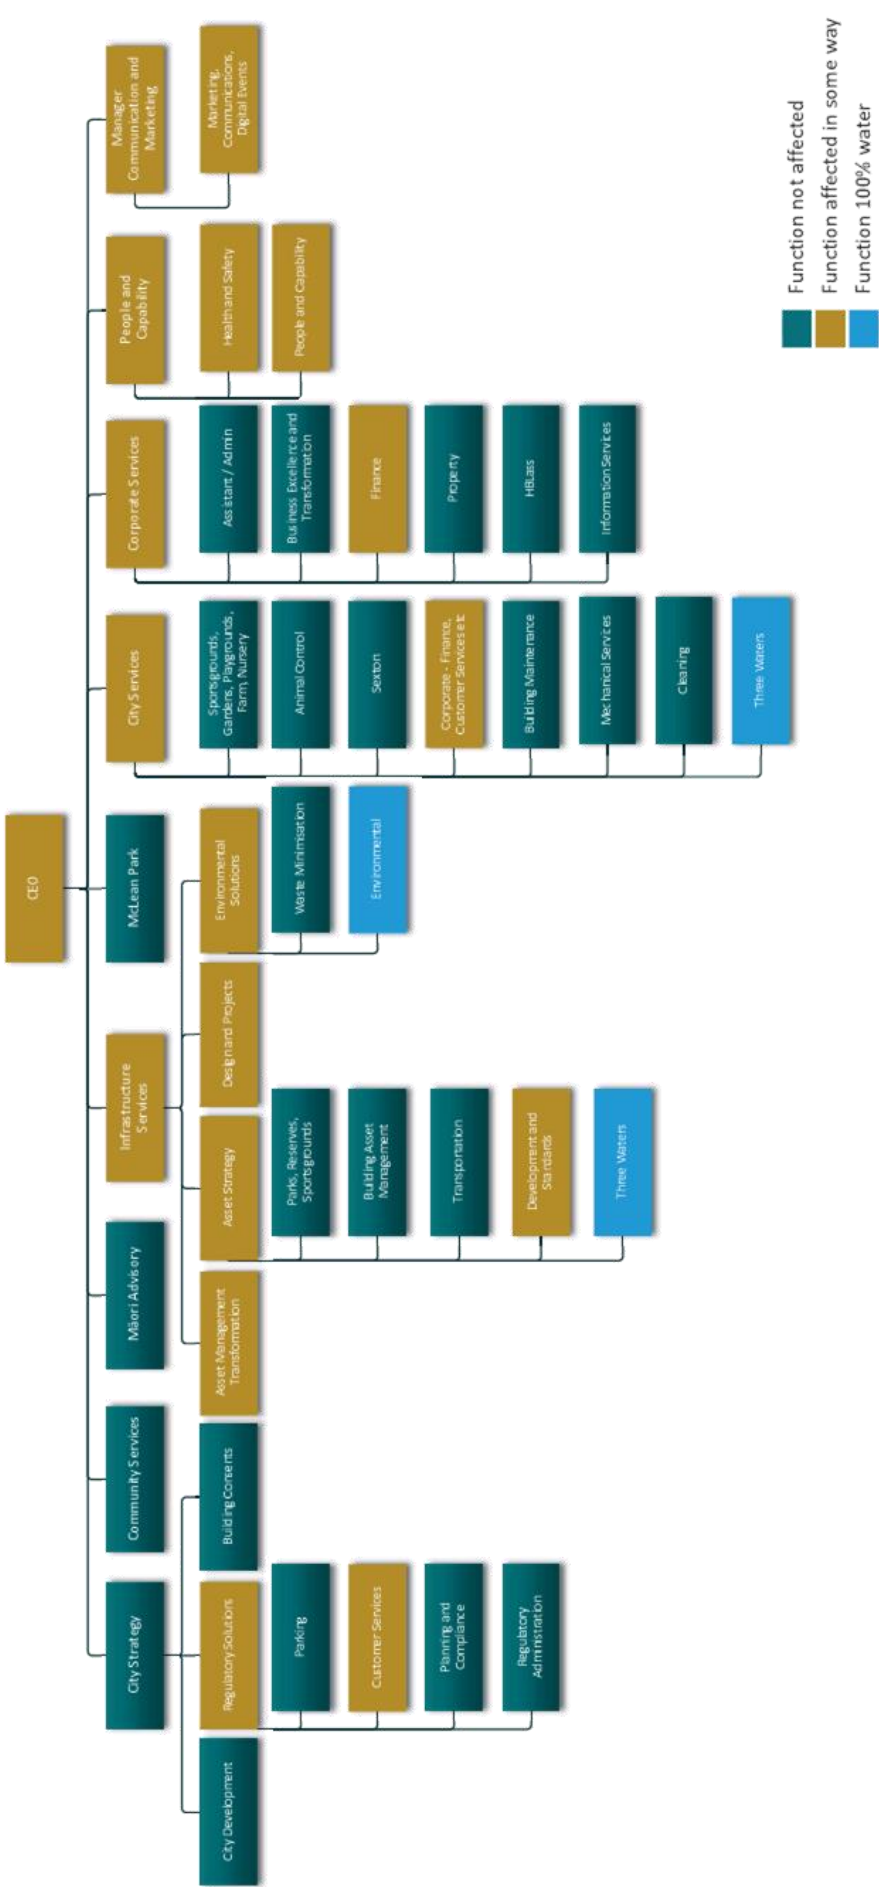 CEO
City Strategy
Community Services
Māori Advisory
Infrastructure
Services
McLean Park
City Services
Corporate Services
People and
Capability
Manager
Communication and
Marketing
City Development
Regulatory Solutions
Building Consents
Parking
Customer Services
Planning and
Compliance
Regulatory
Administration
Asset Management
Transformation
Asset Strategy
Design and Projects
Environmental
Solutions
Parks, Reserves,
Sportsgrounds
Building Asset
Management
Transportation
Development and
Standards
Three Waters
Waste Minimisation
Environmental
Sportsgrounds,
Gardens, Playgrounds,
Farm, Nursery
Animal Control
Sexton
Corporate - Finance,
Customer Services etc
Building Maintenance
Mechanical Services
Cleaning
Three Waters
Assistant / Admin
Business Excellence and
Transformation
Finance
Property
HBLass
Information Services
Health and Safety
People and Capability
Marketing,
Communications,
Digital Events
Function not affected
Function affected in some way
Function 100% water